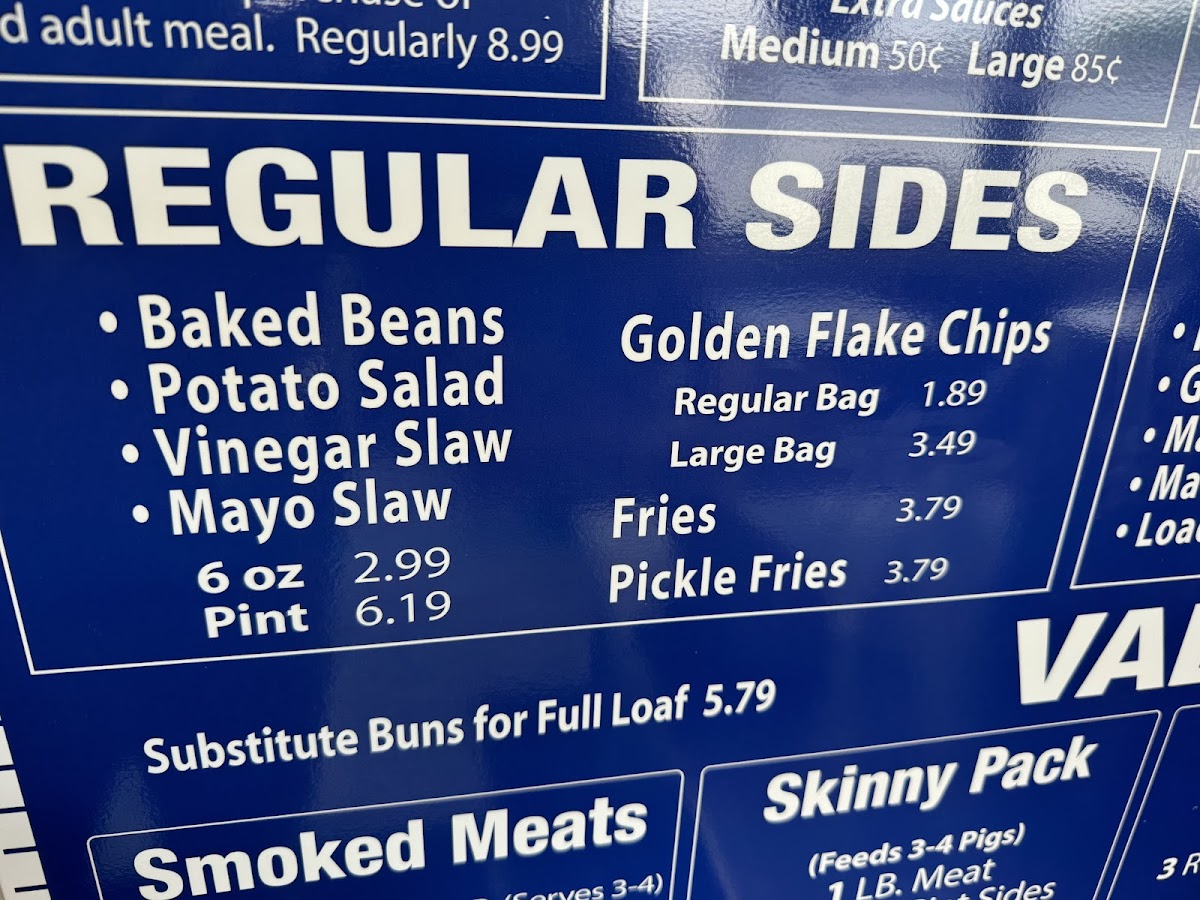 d adult meal. Regularly 8.99
Extra Sauces
Medium 50¢ Large 85¢
REGULAR SIDES
• Baked Beans
• Potato Salad
• Vinegar Slaw
• Mayo Slaw
6 oz 2.99
Pint 6.19
Golden Flake Chips
Regular Bag 1.89
Large Bag 3.49
Fries 3.79
Pickle Fries 3.79
Substitute Buns for Full Loaf 5.79
Smoked Meats
(Serves 3-4)
Skinny Pack
(Feeds 3-4 Pigs)
1 LB. Meat
Sides